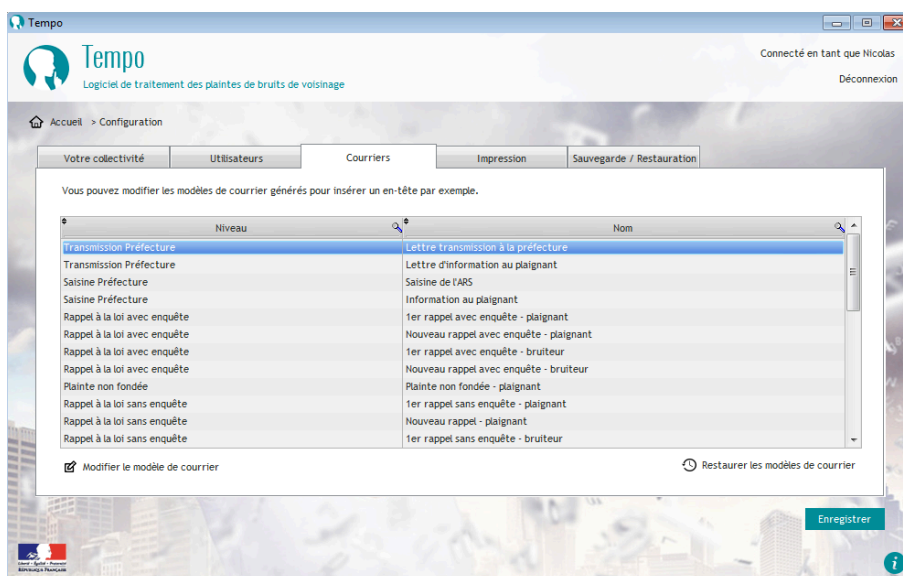 Tempo
Tempo
Connecté en tant que Nicolas
Logiciel de traitement des plaintes de bruits de voisinage
Déconnexion
Accueil > Configuration
Votre collectivité Utilisateurs Courriers Impression Sauvegarde / Restauration
Vous pouvez modifier les modèles de courrier générés pour insérer un en-tête par exemple.
Niveau Nom
Transmission Préfecture Lettre transmission à la préfecture
Transmission Préfecture Lettre d'information au plaignant
Saisine Préfecture Saisine de l'ARS
Saisine Préfecture Information au plaignant
Rappel à la loi avec enquête 1er rappel avec enquête - plaignant
Rappel à la loi avec enquête Nouveau rappel avec enquête - plaignant
Rappel à la loi avec enquête 1er rappel avec enquête - bruiteur
Rappel à la loi avec enquête Nouveau rappel avec enquête - bruiteur
Plainte non fondée Plainte non fondée - plaignant
Rappel à la loi sans enquête 1er rappel sans enquête - plaignant
Rappel à la loi sans enquête Nouveau rappel - plaignant
Rappel à la loi sans enquête 1er rappel sans enquête - bruiteur
Modifier le modèle de courrier Restaurer les modèles de courrier
Enregistrer
Liberté • Égalité • Fraternité
RÉPUBLIQUE FRANÇAISE
i